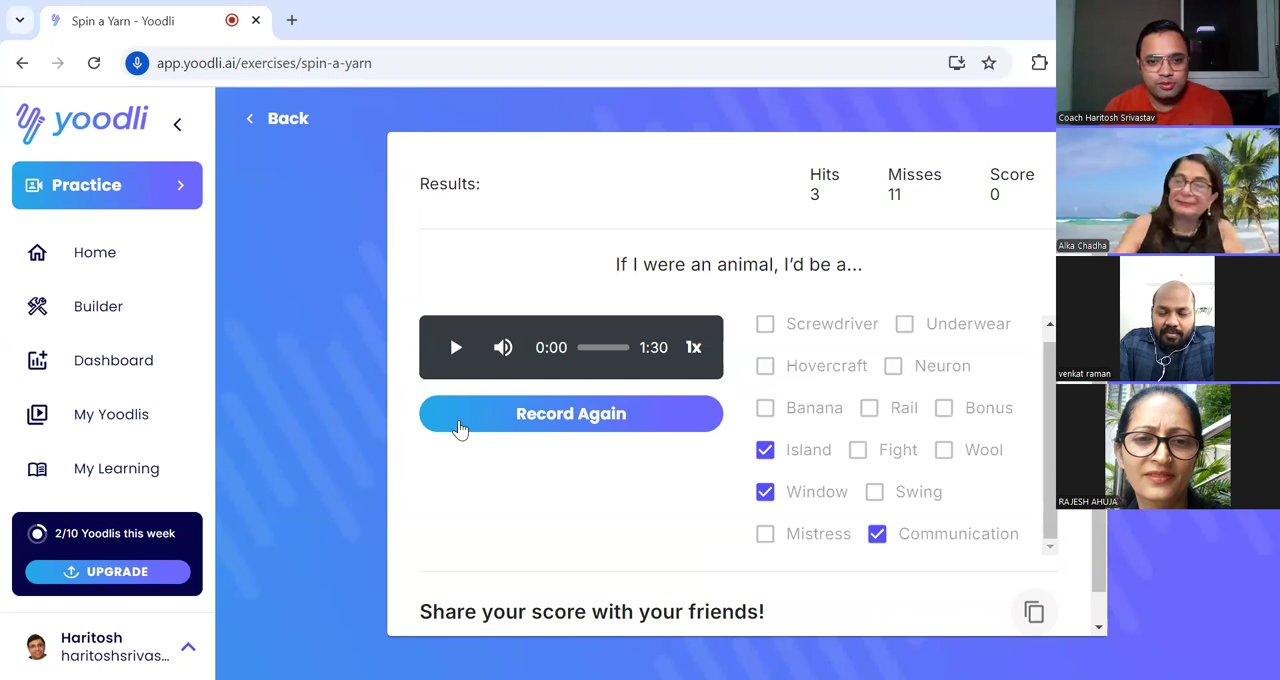 Spin a Yarn - Yoodli
app.yoodli.ai/exercises/spin-a-yarn
yoodli
Practice
Home
Builder
Dashboard
My Yoodlis
My Learning
2/10 Yoodlis this week
UPGRADE
Haritosh
haritoshsrivas...
Back
Results:
Hits
3
Misses
11
Score
0
If I were an animal, I'd be a...
0:00
1:30
1x
Record Again
Screwdriver Underwear
Hovercraft Neuron
Banana Rail Bonus
Island Fight Wool
Window Swing
Mistress Communication
Share your score with your friends!
Coach Haritosh Srivastav
Alka Chadha
venkat raman
RAJESH AHUJA